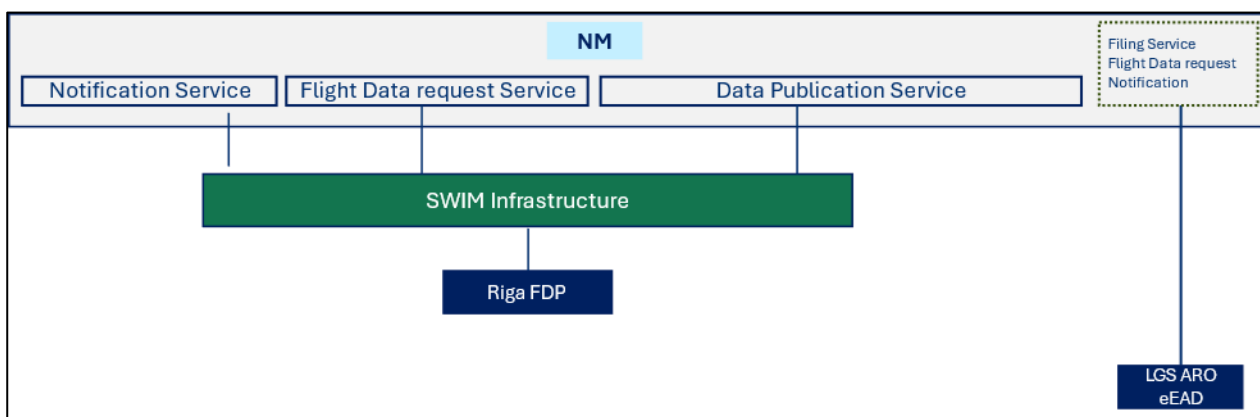 NM
Notification Service
Flight Data request Service
Data Publication Service
Filing Service
Flight Data request
Notification
SWIM Infrastructure
Riga FDP
LGS ARO
eEAD